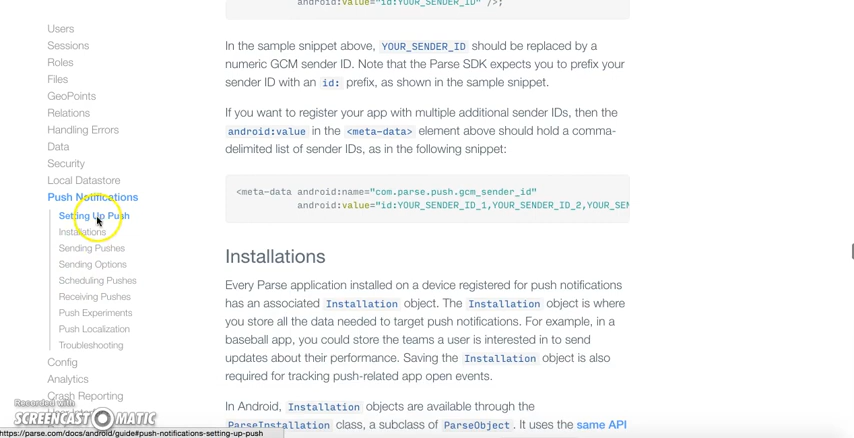 android:value="id:YOUR_SENDER_ID" />;
Users
Sessions
Roles
Files
GeoPoints
Relations
Handling Errors
Data
Security
Local Datastore
Push Notifications
Setting Up Push
Installations
Sending Pushes
Sending Options
Scheduling Pushes
Receiving Pushes
Push Experiments
Push Localization
Troubleshooting
Config
Analytics
Crash Reporting
In the sample snippet above, YOUR_SENDER_ID should be replaced by a
numeric GCM sender ID. Note that the Parse SDK expects you to prefix your
sender ID with an id: prefix, as shown in the sample snippet.
If you want to register your app with multiple additional sender IDs, then the
android:value in the <meta-data> element above should hold a comma-
delimited list of sender IDs, as in the following snippet:
<meta-data android:name="com.parse.push.gcm_sender_id"
android:value="id:YOUR_SENDER_ID_1,YOUR_SENDER_ID_2,YOUR_SEN
Installations
Every Parse application installed on a device registered for push notifications
has an associated Installation object. The Installation object is where
you store all the data needed to target push notifications. For example, in a
baseball app, you could store the teams a user is interested in to send
updates about their performance. Saving the Installation object is also
required for tracking push-related app open events.
In Android, Installation objects are available through the
ParseInstallation class, a subclass of ParseObject. It uses the same API
Recorded with
SCREENCAST-O-MATIC
https://parse.com/docs/android/guide#push-notifications-setting-up-push